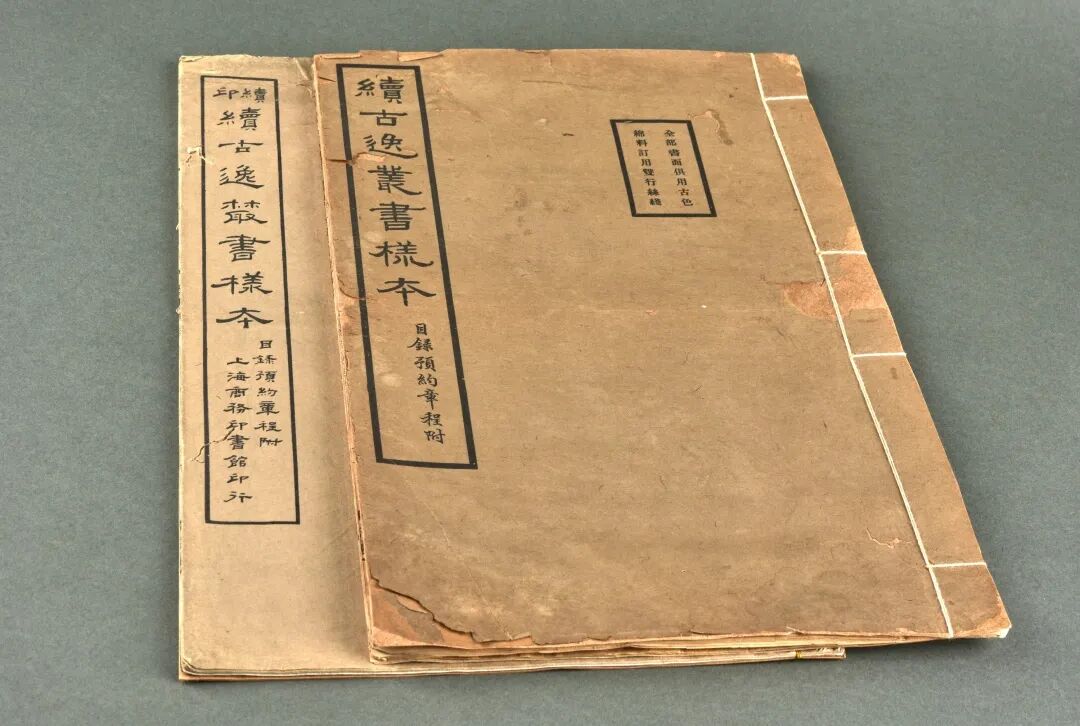 全部書面俱用古色
綿料訂用雙行絲綫
續古逸叢書樣本
目錄預約章程附
續印
續古逸叢書樣本
目錄預約章程附
上海商務印書館印行